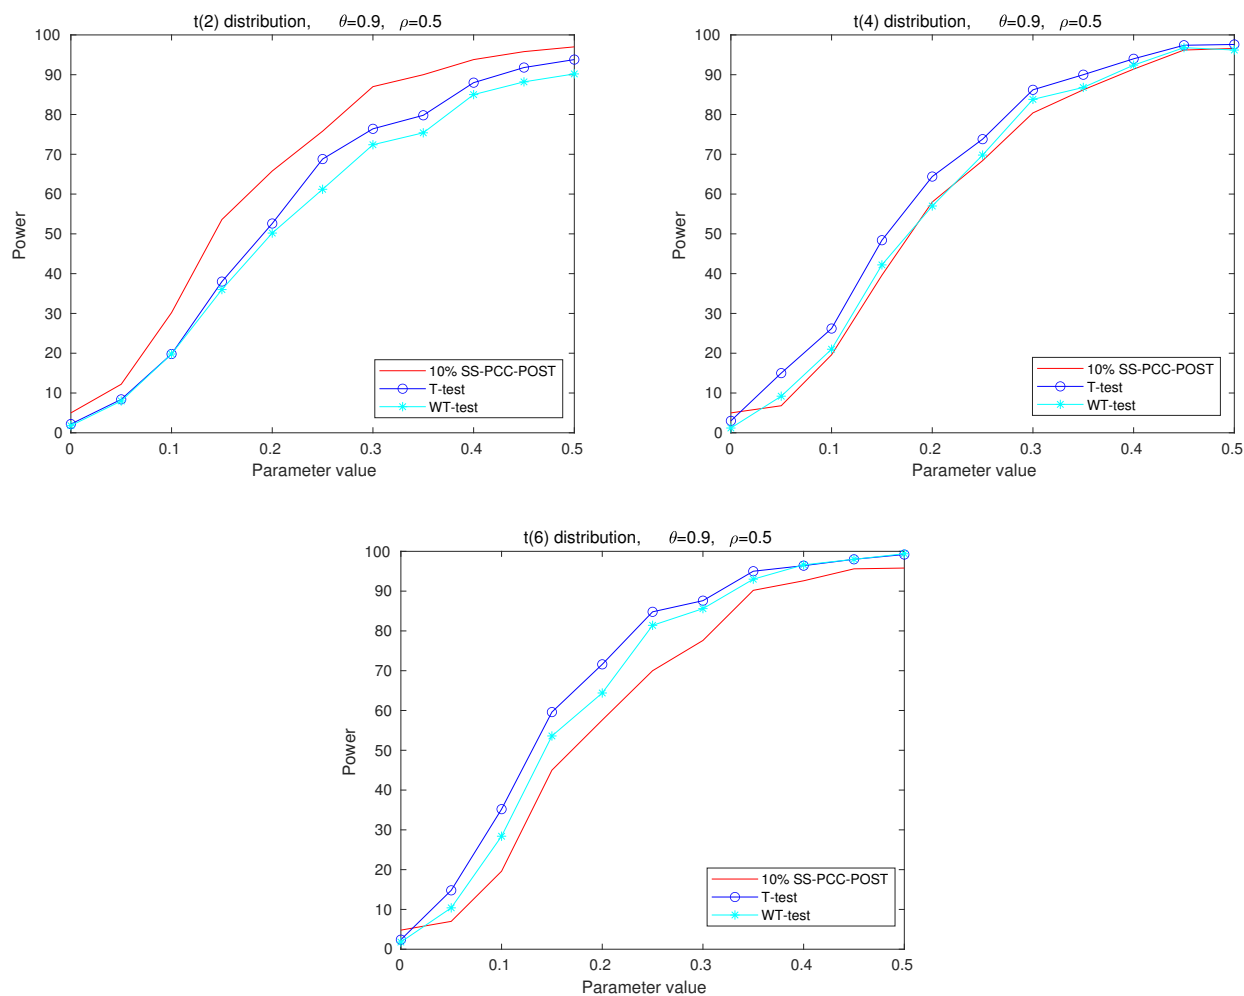 t(2) distribution, θ=0.9, ρ=0.5
100
90
80
70
60
50
40
30
20
10
0
Power
0 0.1 0.2 0.3 0.4 0.5
Parameter value
10% SS-PCC-POST
T-test
WT-test
t(4) distribution, θ=0.9, ρ=0.5
100
90
80
70
60
50
40
30
20
10
0
Power
0 0.1 0.2 0.3 0.4 0.5
Parameter value
10% SS-PCC-POST
T-test
WT-test
t(6) distribution, θ=0.9, ρ=0.5
100
90
80
70
60
50
40
30
20
10
0
Power
0 0.1 0.2 0.3 0.4 0.5
Parameter value
10% SS-PCC-POST
T-test
WT-test